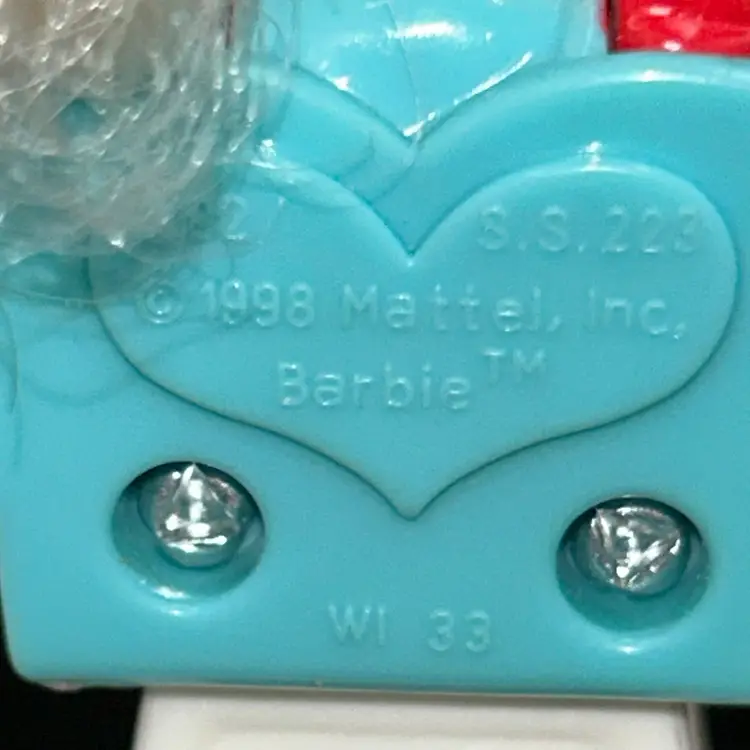 S.S.223
© 1998 Mattel, Inc.
Barbie™
WI 33